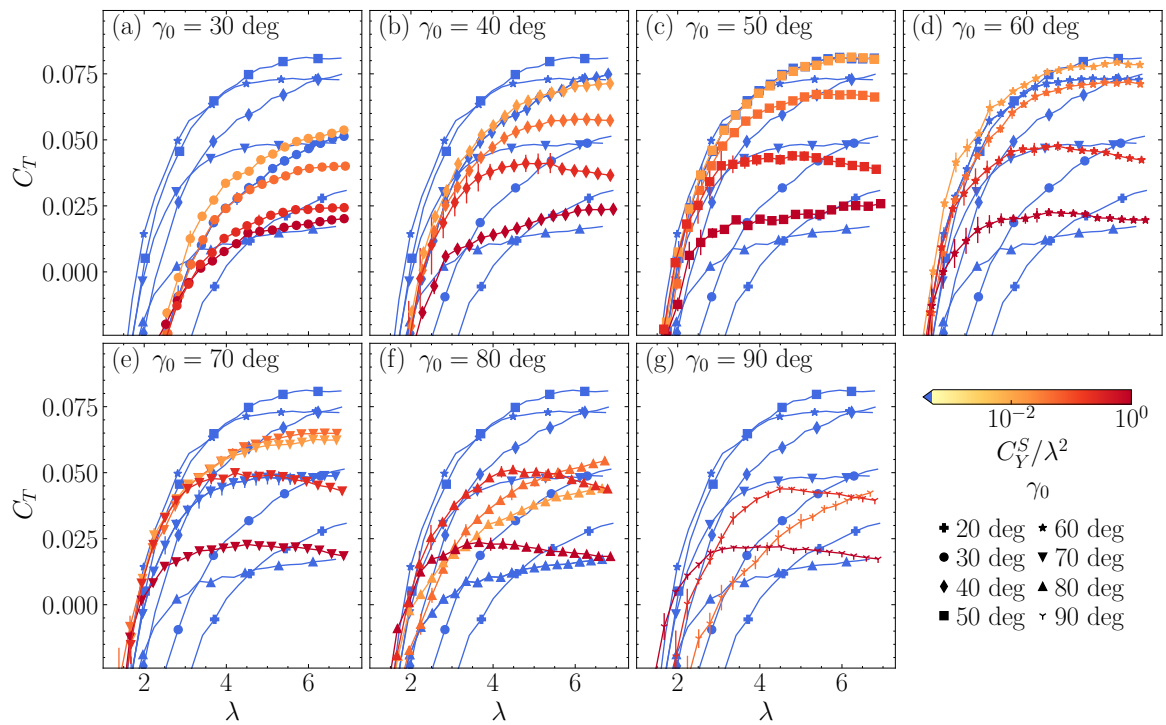 (a) γ₀ = 30 deg
(b) γ₀ = 40 deg
(c) γ₀ = 50 deg
(d) γ₀ = 60 deg
0.075
0.050
0.025
0.000
C_T
(e) γ₀ = 70 deg
(f) γ₀ = 80 deg
(g) γ₀ = 90 deg
0.075
0.050
0.025
0.000
C_T
2 4 6
λ
2 4 6
λ
2 4 6
λ
10⁻² 10⁰
C_Y^S/λ²
γ₀
20 deg
30 deg
40 deg
50 deg
60 deg
70 deg
80 deg
90 deg